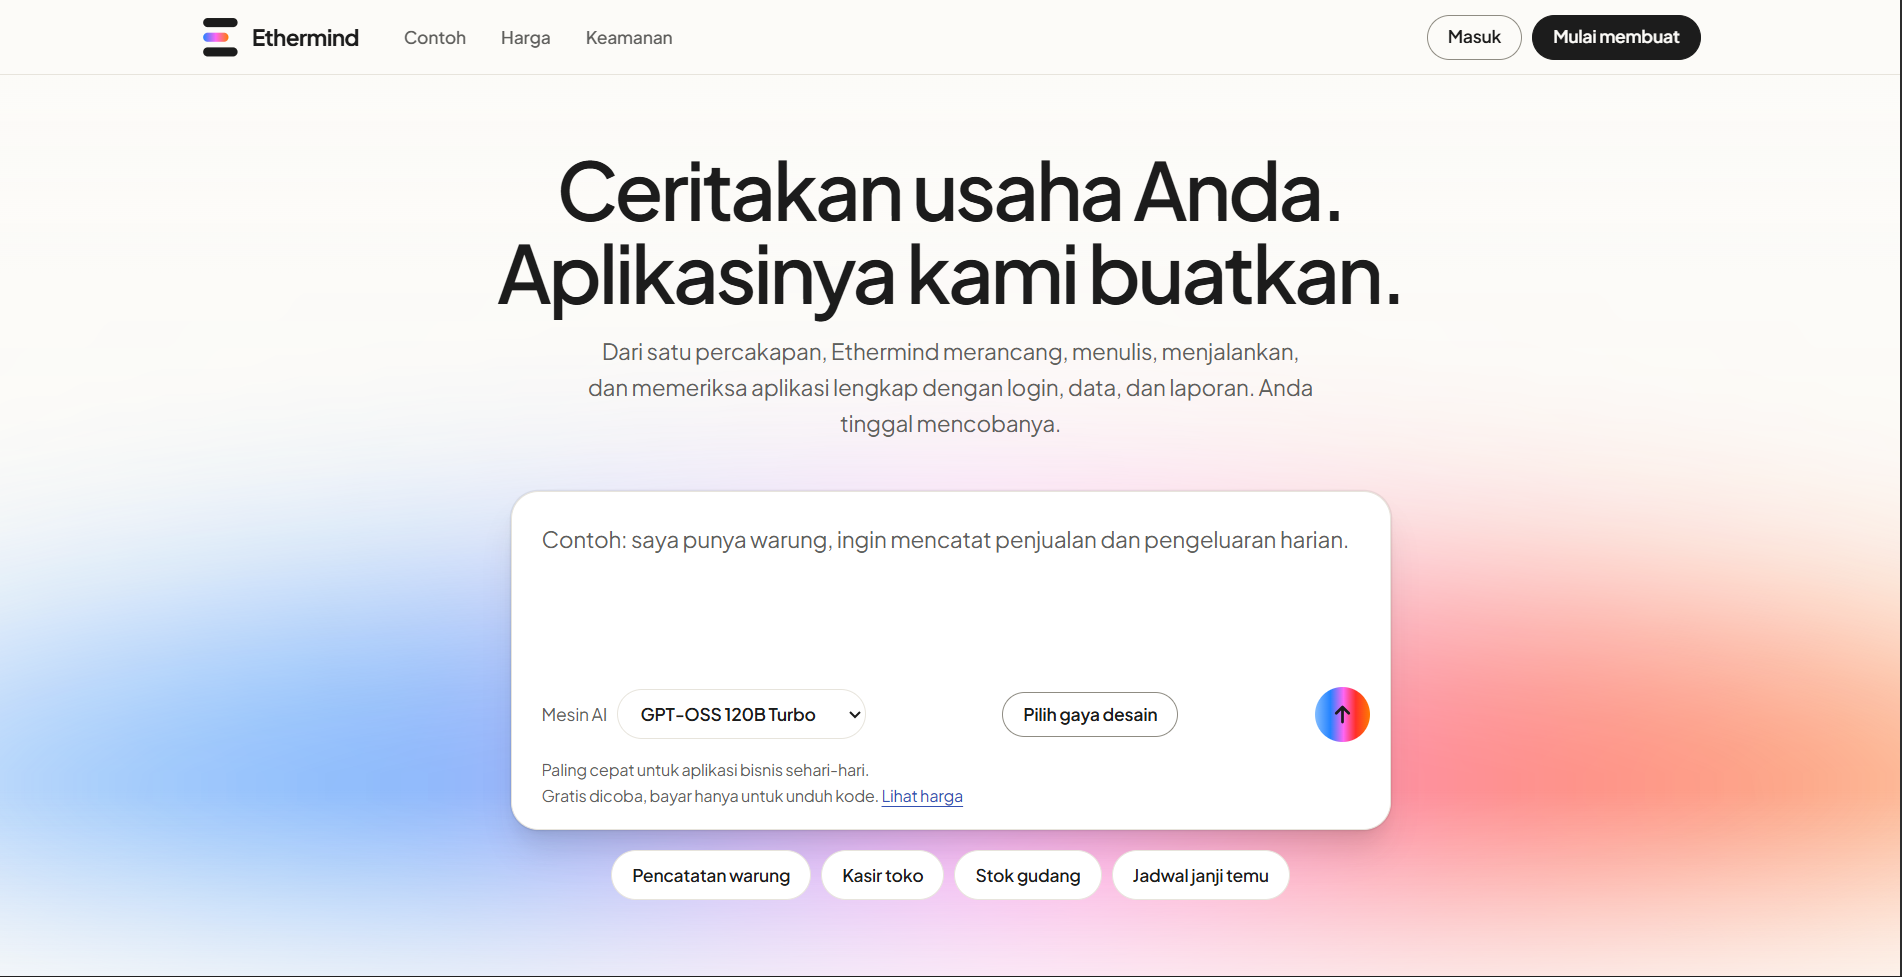 Ethermind
Contoh
Harga
Keamanan
Masuk
Mulai membuat
Ceritakan usaha Anda.
Aplikasinya kami buatkan.
Dari satu percakapan, Ethermind merancang, menulis, menjalankan,
dan memeriksa aplikasi lengkap dengan login, data, dan laporan. Anda
tinggal mencobanya.
Contoh: saya punya warung, ingin mencatat penjualan dan pengeluaran harian.
Mesin AI
GPT-OSS 120B Turbo
Pilih gaya desain
Paling cepat untuk aplikasi bisnis sehari-hari.
Gratis dicoba, bayar hanya untuk unduh kode. Lihat harga
Pencatatan warung
Kasir toko
Stok gudang
Jadwal janji temu